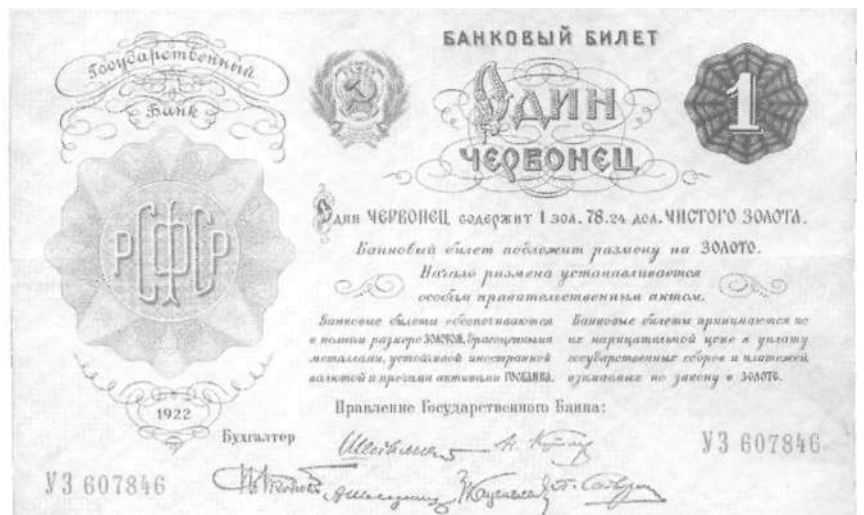 Государственный
Банк
РСФСР
1922
БАНКОВЫЙ БИЛЕТ
ОДИН
ЧЕРВОНЕЦ
1
Один ЧЕРВОНЕЦ содержит 1 зол. 78.24 дол. ЧИСТОГО ЗОЛОТА.
Банковый билет подлежит размену на ЗОЛОТО.
Начало размена устанавливается
особым правительственным актом.
Банковые билеты обеспечиваются
в полном размере ЗОЛОТОМ, драгоценными
металлами, устойчивой иностранной
валютой и прочими активами ГОСБАНКА.
Банковые билеты принимаются по
их нарицательной цене в уплату
государственных сборов и платежей,
взимаемых по закону в ЗОЛОТЕ.
Правление Государственного Банка:
Бухгалтер
УЗ 607846
УЗ 607846